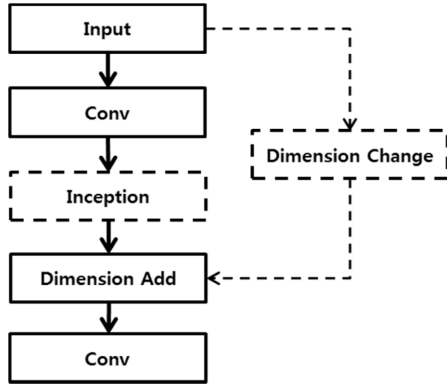 Input
Conv
Dimension Change
Inception
Dimension Add
Conv